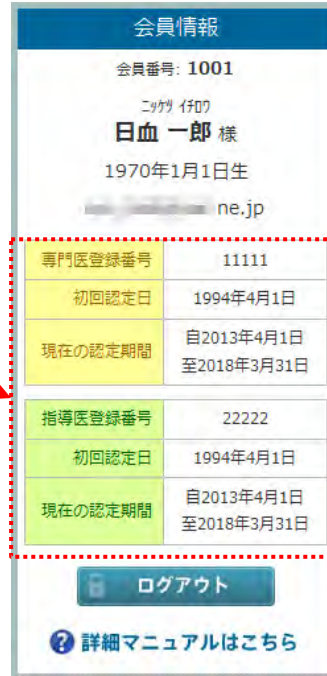 会員情報
会員番号: 1001
ニッケツ イチロウ
日血 一郎 様
1970年1月1日生
ne.jp
専門医登録番号 11111
初回認定日 1994年4月1日
現在の認定期間 自2013年4月1日
至2018年3月31日
指導医登録番号 22222
初回認定日 1994年4月1日
現在の認定期間 自2013年4月1日
至2018年3月31日
ログアウト
詳細マニュアルはこちら